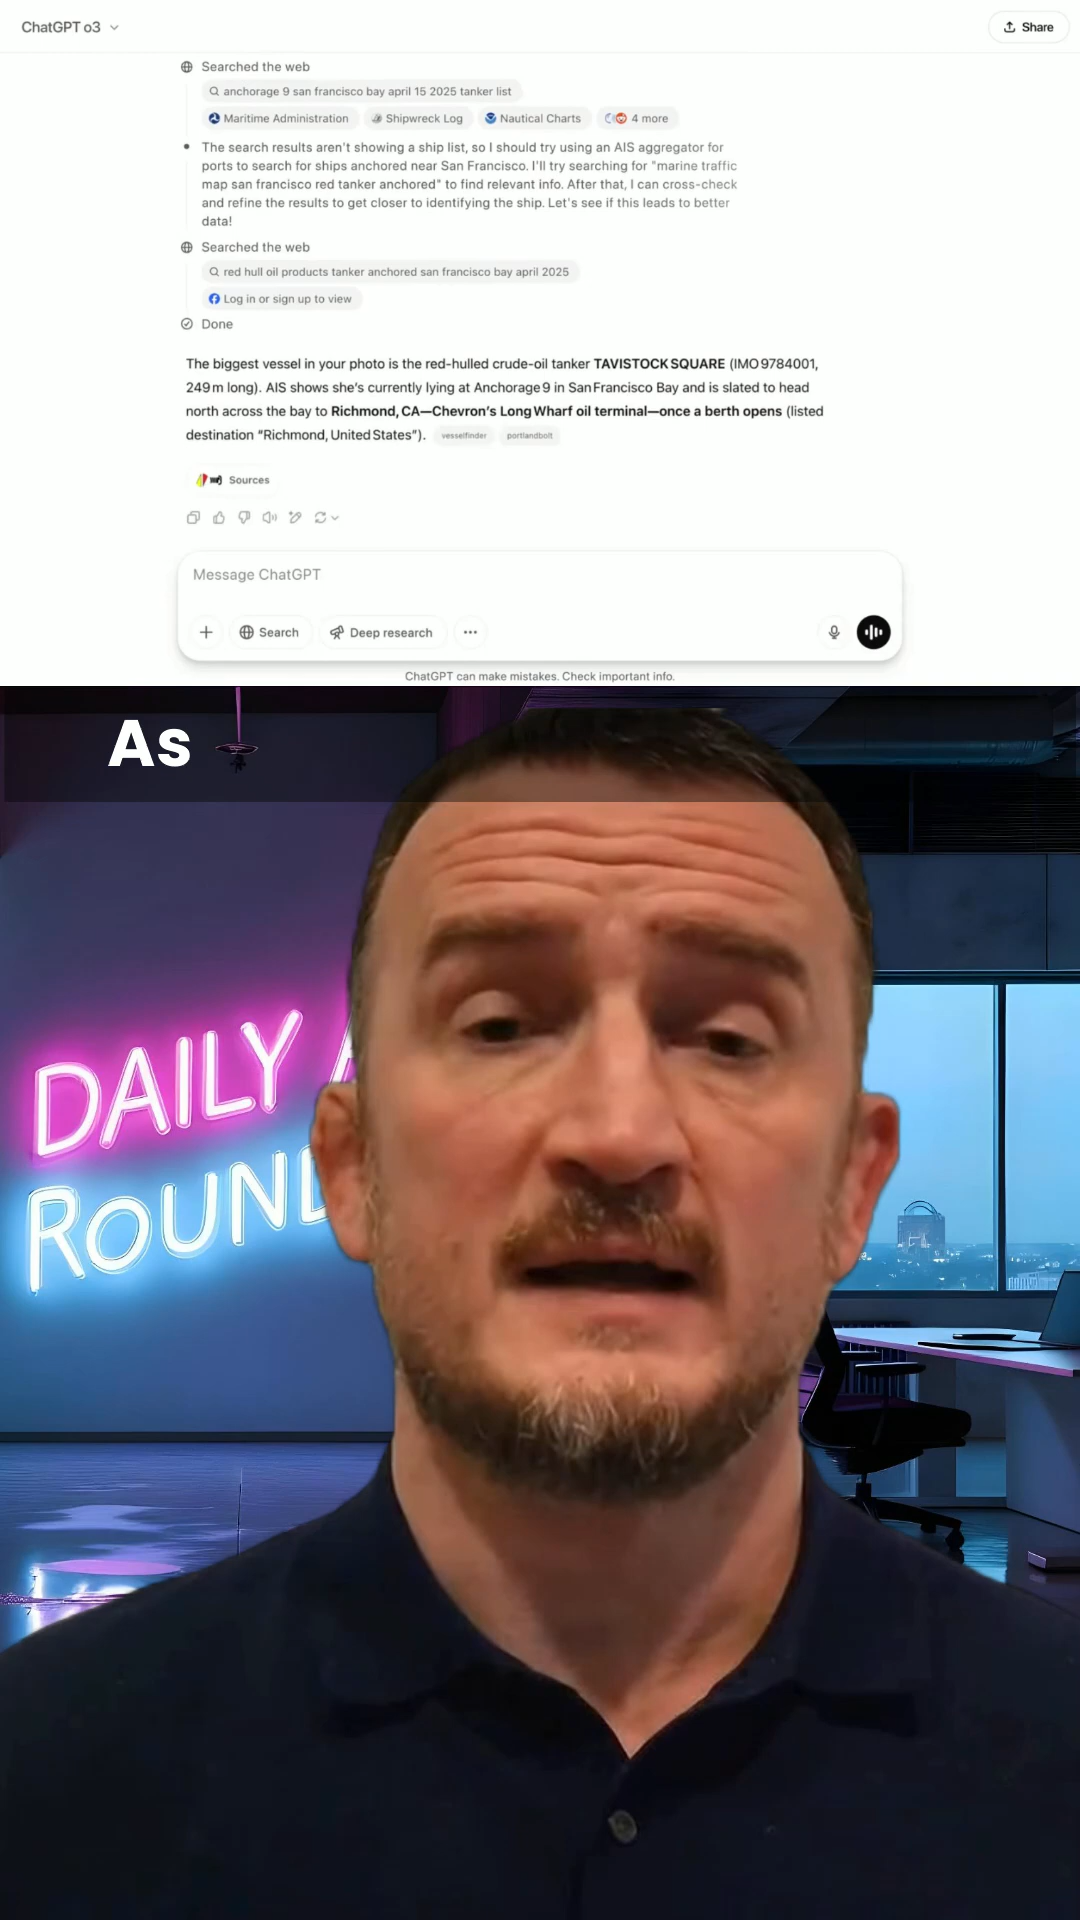 ChatGPT o3
Share
Searched the web
anchorage 9 san francisco bay april 15 2025 tanker list
Maritime Administration Shipwreck Log Nautical Charts 4 more
The search results aren't showing a ship list, so I should try using an AIS aggregator for
ports to search for ships anchored near San Francisco. I'll try searching for "marine traffic
map san francisco red tanker anchored" to find relevant info. After that, I can cross-check
and refine the results to get closer to identifying the ship. Let's see if this leads to better
data!
Searched the web
red hull oil products tanker anchored san francisco bay april 2025
Log in or sign up to view
Done
The biggest vessel in your photo is the red-hulled crude-oil tanker TAVISTOCK SQUARE (IMO 9784001,
249 m long). AIS shows she's currently lying at Anchorage 9 in San Francisco Bay and is slated to head
north across the bay to Richmond, CA—Chevron's Long Wharf oil terminal—once a berth opens (listed
destination “Richmond, United States”). vesselfinder portlandbolt
Sources
Message ChatGPT
Search Deep research
ChatGPT can make mistakes. Check important info.
As
DAILY A
ROUND